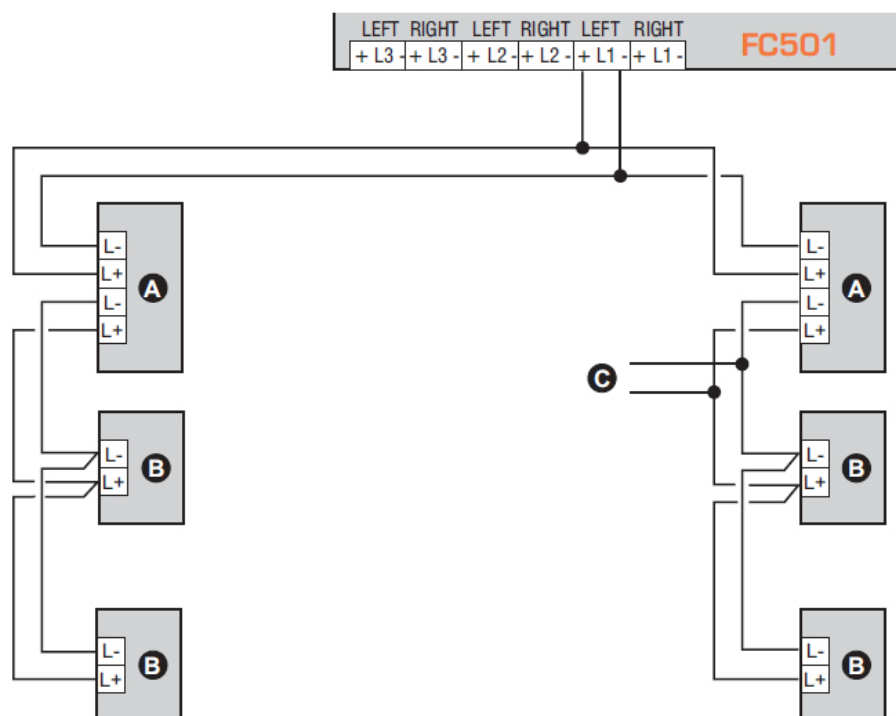 LEFT RIGHT LEFT RIGHT LEFT RIGHT
+ L3 - + L3 - + L2 - + L2 - + L1 - + L1 -
FC501
L- L-
L+ L+
A A
L- L-
L+ L+
C
L- L-
B B
L+ L+
L- L-
B B
L+ L+